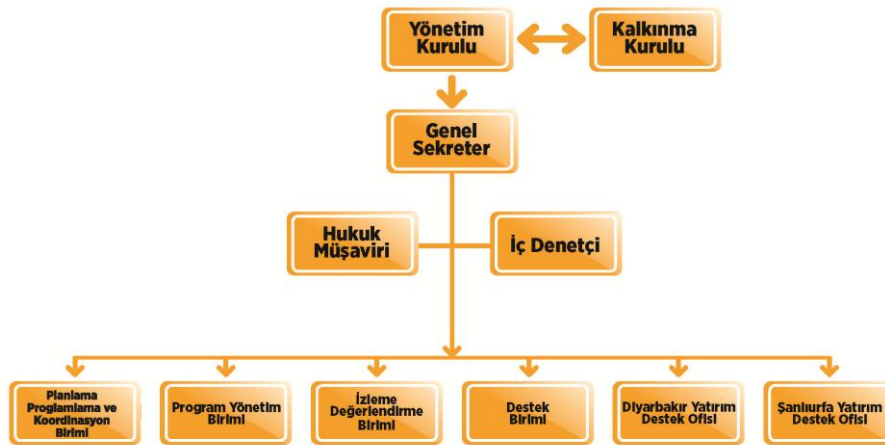 Yönetim
Kurulu
Kalkınma
Kurulu
Genel
Sekreter
Hukuk
Müşaviri
İç Denetçi
Planlama
Proglamlama ve
Koordinasyon
Birimi
Program Yönetim
Birimi
İzleme
Değerlendirme
Birimi
Destek
Birimi
Diyarbakır Yatırım
Destek Ofisi
Şanlıurfa Yatırım
Destek Ofisi